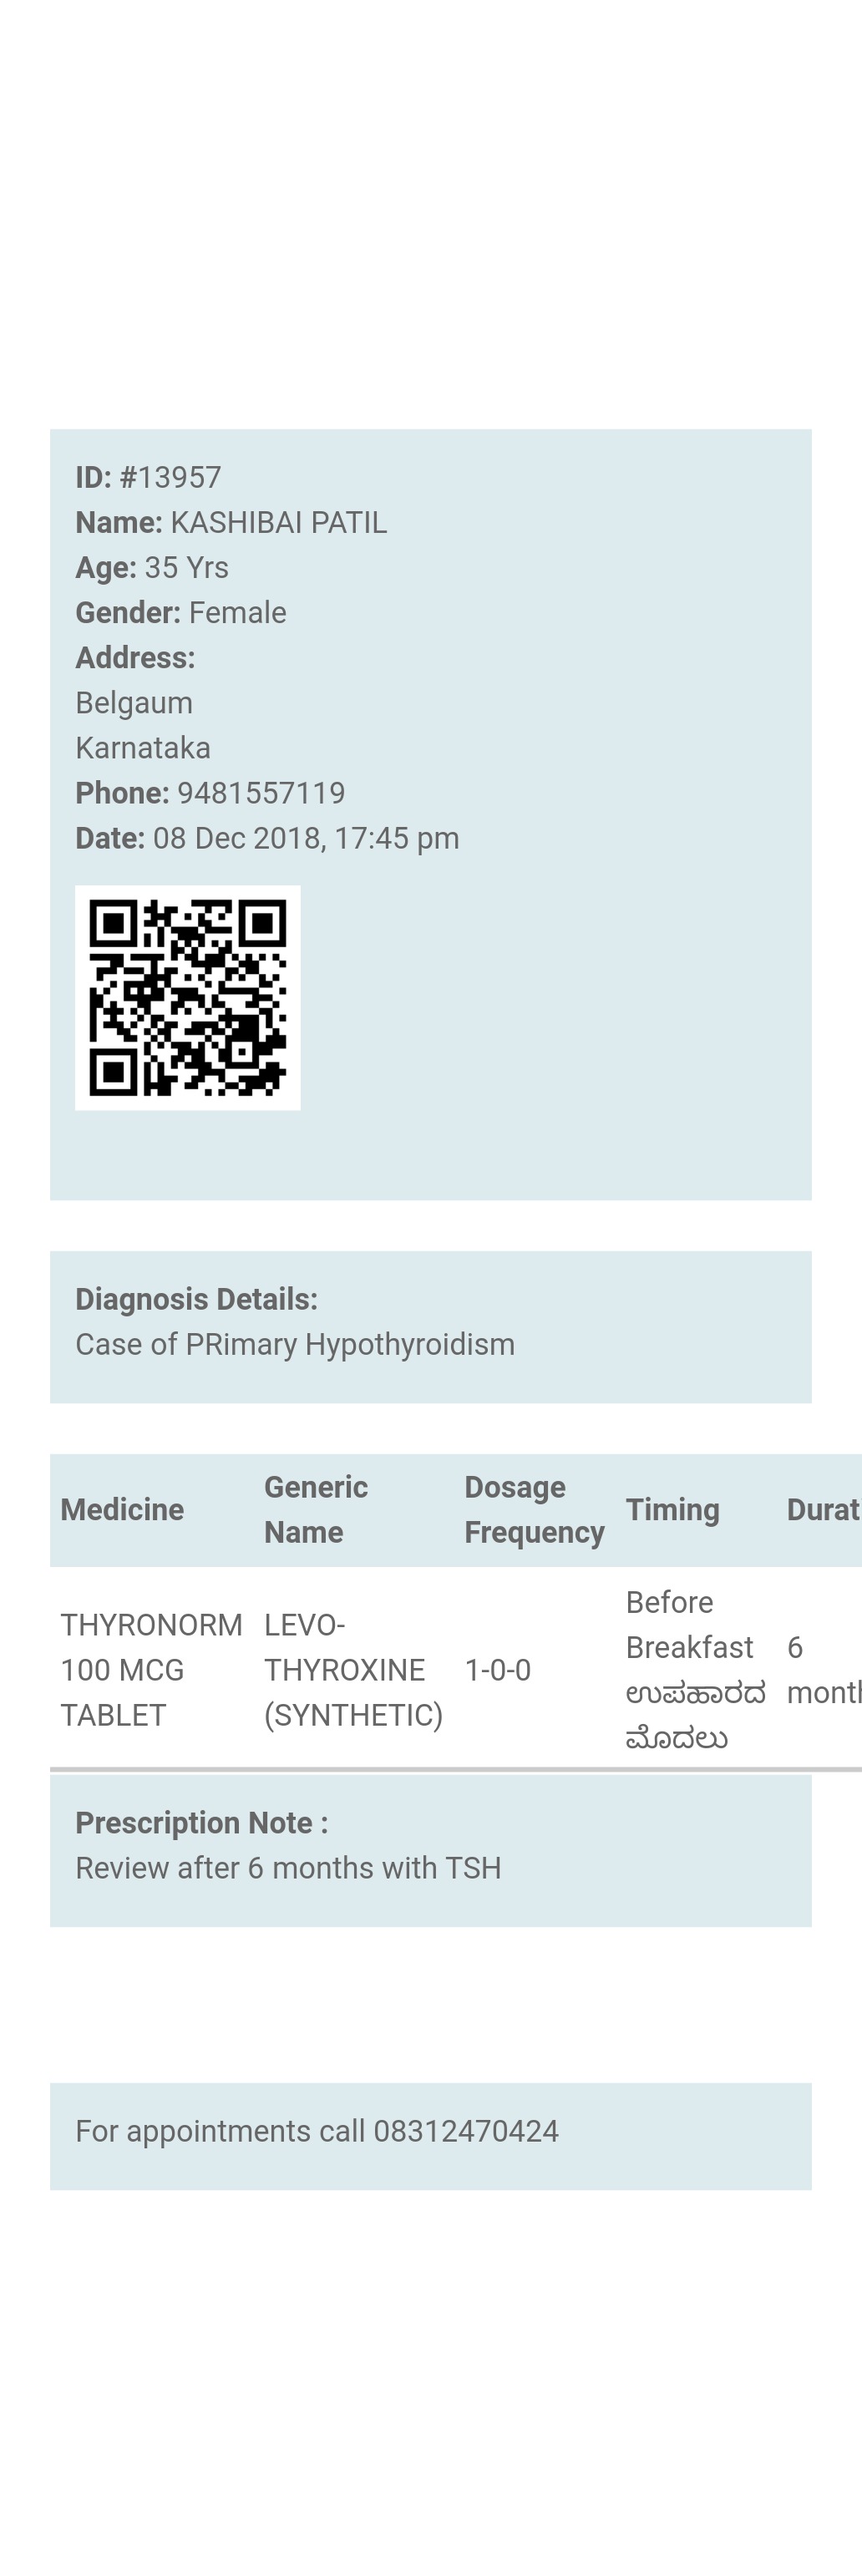 ID: #13957
Name: KASHIBAI PATIL
Age: 35 Yrs
Gender: Female
Address:
Belgaum
Karnataka
Phone: 9481557119
Date: 08 Dec 2018, 17:45 pm
Diagnosis Details:
Case of PRimary Hypothyroidism
Medicine
Generic
Name
Dosage
Frequency
Timing
Durati
THYRONORM
100 MCG
TABLET
LEVO-
THYROXINE
(SYNTHETIC)
1-0-0
Before
Breakfast
ಉಪಹಾರದ
ಮೊದಲು
6
month
Prescription Note :
Review after 6 months with TSH
For appointments call 08312470424